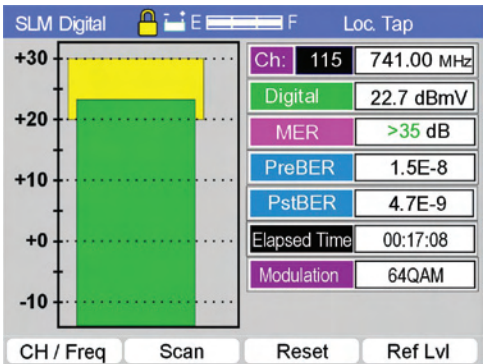 SLM Digital E F Loc. Tap
+30
+20
+10
+0
-10
Ch: 115 741.00 MHz
Digital 22.7 dBmV
MER >35 dB
PreBER 1.5E-8
PstBER 4.7E-9
Elapsed Time 00:17:08
Modulation 64QAM
CH / Freq Scan Reset Ref Lvl